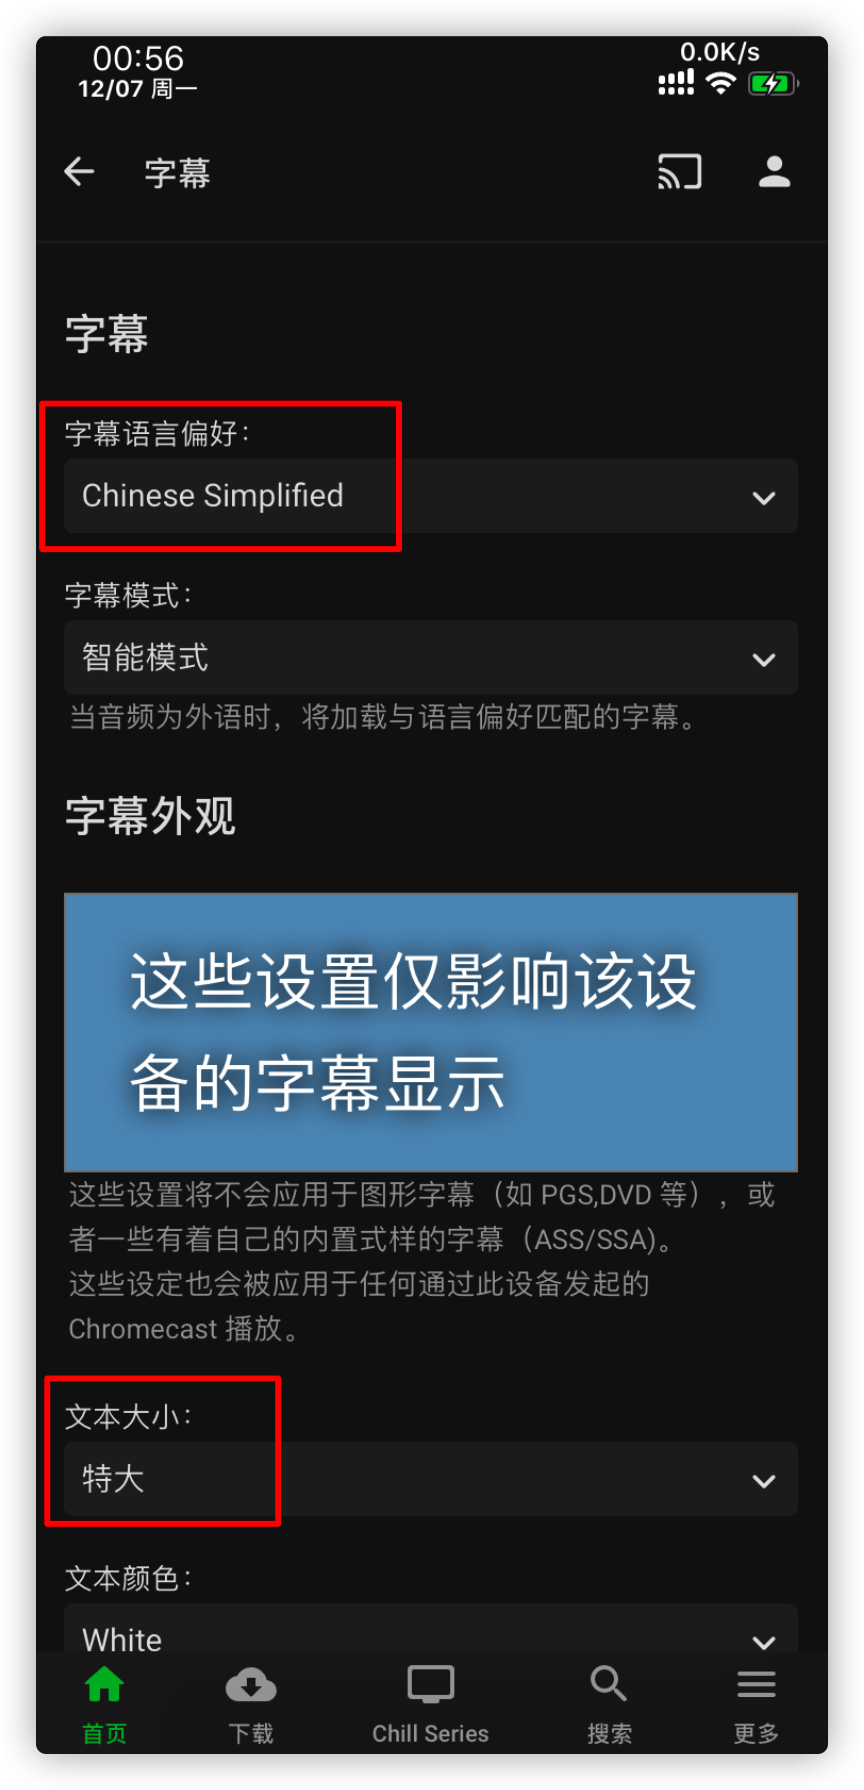 00:56
0.0K/s
12/07 周一
字幕
字幕
字幕语言偏好：
Chinese Simplified
字幕模式：
智能模式
当音频为外语时，将加载与语言偏好匹配的字幕。
字幕外观
这些设置仅影响该设
备的字幕显示
这些设置将不会应用于图形字幕（如 PGS,DVD 等），或
者一些有着自己的内置式样的字幕（ASS/SSA)。
这些设定也会被应用于任何通过此设备发起的
Chromecast 播放。
文本大小：
特大
文本颜色：
White
首页
下载
Chill Series
搜索
更多